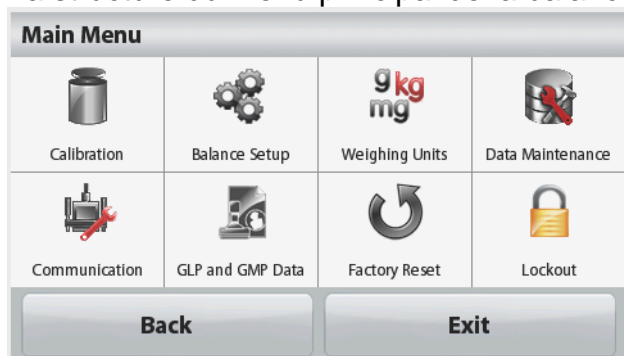 Main Menu
g kg
mg
Calibration
Balance Setup
Weighing Units
Data Maintenance
Communication
GLP and GMP Data
Factory Reset
Lockout
Back
Exit